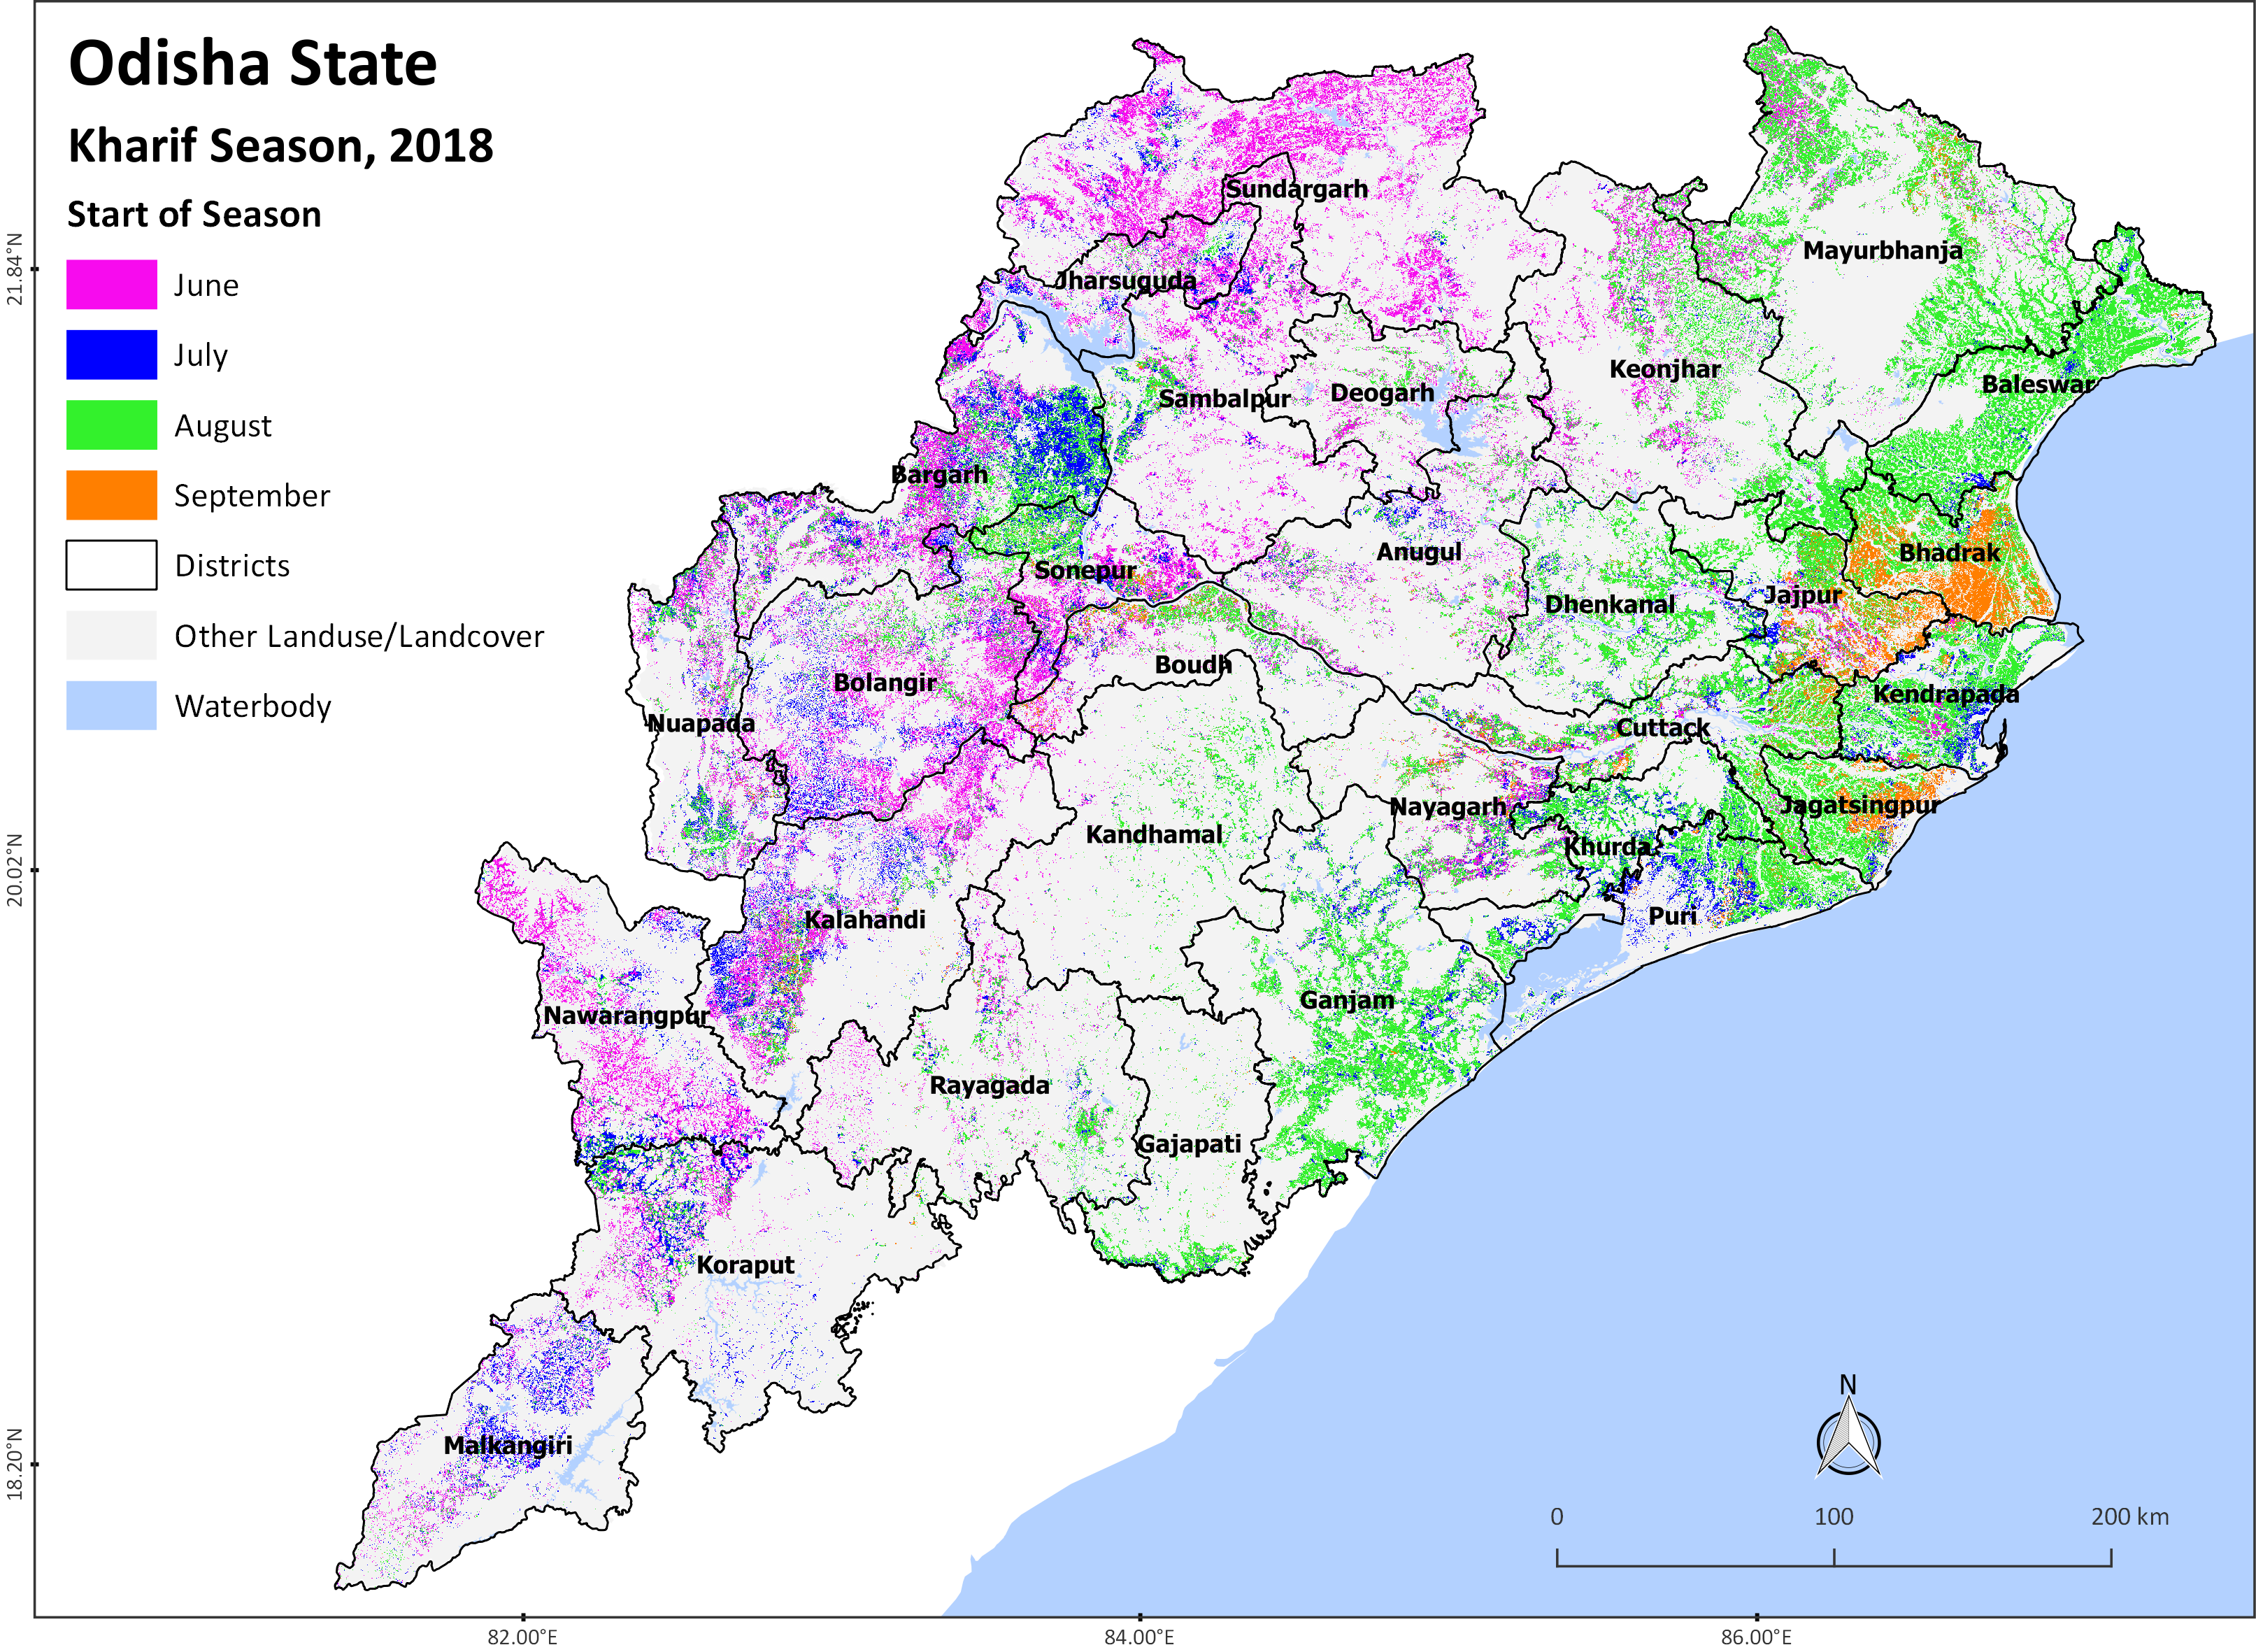 Odisha State
Kharif Season, 2018
Start of Season
June
July
August
September
Districts
Other Landuse/Landcover
Waterbody
21.84°N
20.02°N
18.20°N
82.00°E
84.00°E
86.00°E
Sundargarh
Mayurbhanja
Jharsuguda
Keonjhar
Baleswar
Deogarh
Sambalpur
Bargarh
Anugul
Bhadrak
Sonepur
Jajpur
Dhenkanal
Boudh
Bolangir
Kendrapada
Nuapada
Cuttack
Jagatsingpur
Nayagarh
Kandhamal
Khurda
Puri
Kalahandi
Ganjam
Nawarangpur
Rayagada
Gajapati
Koraput
Malkangiri
N
0 100 200 km